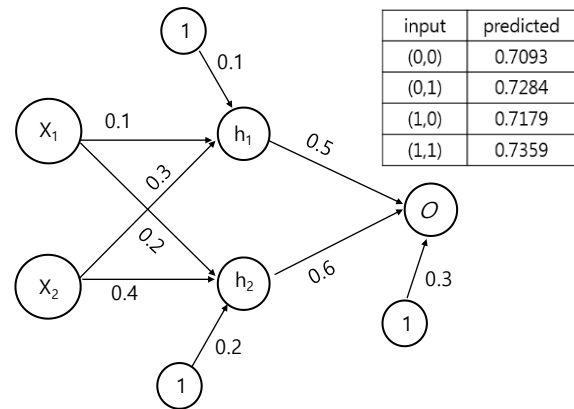 1
0.1
X1
0.1
h1
0.5
0.3
0.2
O
X2
0.4
h2
0.6
0.3
1
0.2
1
input predicted
(0,0) 0.7093
(0,1) 0.7284
(1,0) 0.7179
(1,1) 0.7359